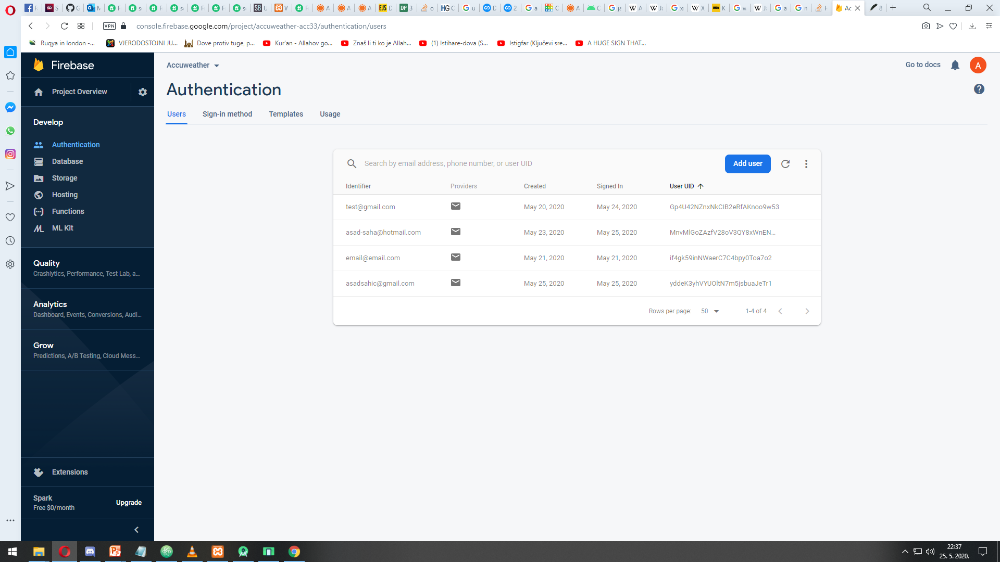 VPN
console.firebase.google.com/project/accuweather-acc33/authentication/users
Ruqya in london -...
VJERODOSTOJNI JU...
Dove protiv tuge, p...
Kur'an - Allahov go...
Znaš li ti ko je Allah...
(1) Istihare-dova (S...
Istigfar (Ključevi sre...
A HUGE SIGN THAT...
Firebase
Project Overview
Develop
Authentication
Database
Storage
Hosting
Functions
ML Kit
Quality
Crashlytics, Performance, Test Lab, a...
Analytics
Dashboard, Events, Conversions, Audi...
Grow
Predictions, A/B Testing, Cloud Mess...
Extensions
Spark
Free $0/month
Upgrade
Accuweather
Go to docs
A
Authentication
Users Sign-in method Templates Usage
Search by email address, phone number, or user UID
Add user
Identifier Providers Created Signed In User UID
test@gmail.com May 20, 2020 May 24, 2020 Gp4U42NZnxNkCIB2eRfAKnoo9w53
asad-saha@hotmail.com May 23, 2020 May 25, 2020 MnvMlGoZAzfV28oV3QY8xWnEN...
email@email.com May 21, 2020 May 21, 2020 if4gk59inNWaerC7C4bpy0Toa7o2
asadsahic@gmail.com May 25, 2020 May 25, 2020 yddeK3yhVYUOltN7m5jsbuaJeTr1
Rows per page: 50 1-4 of 4
22:37
25. 5. 2020.